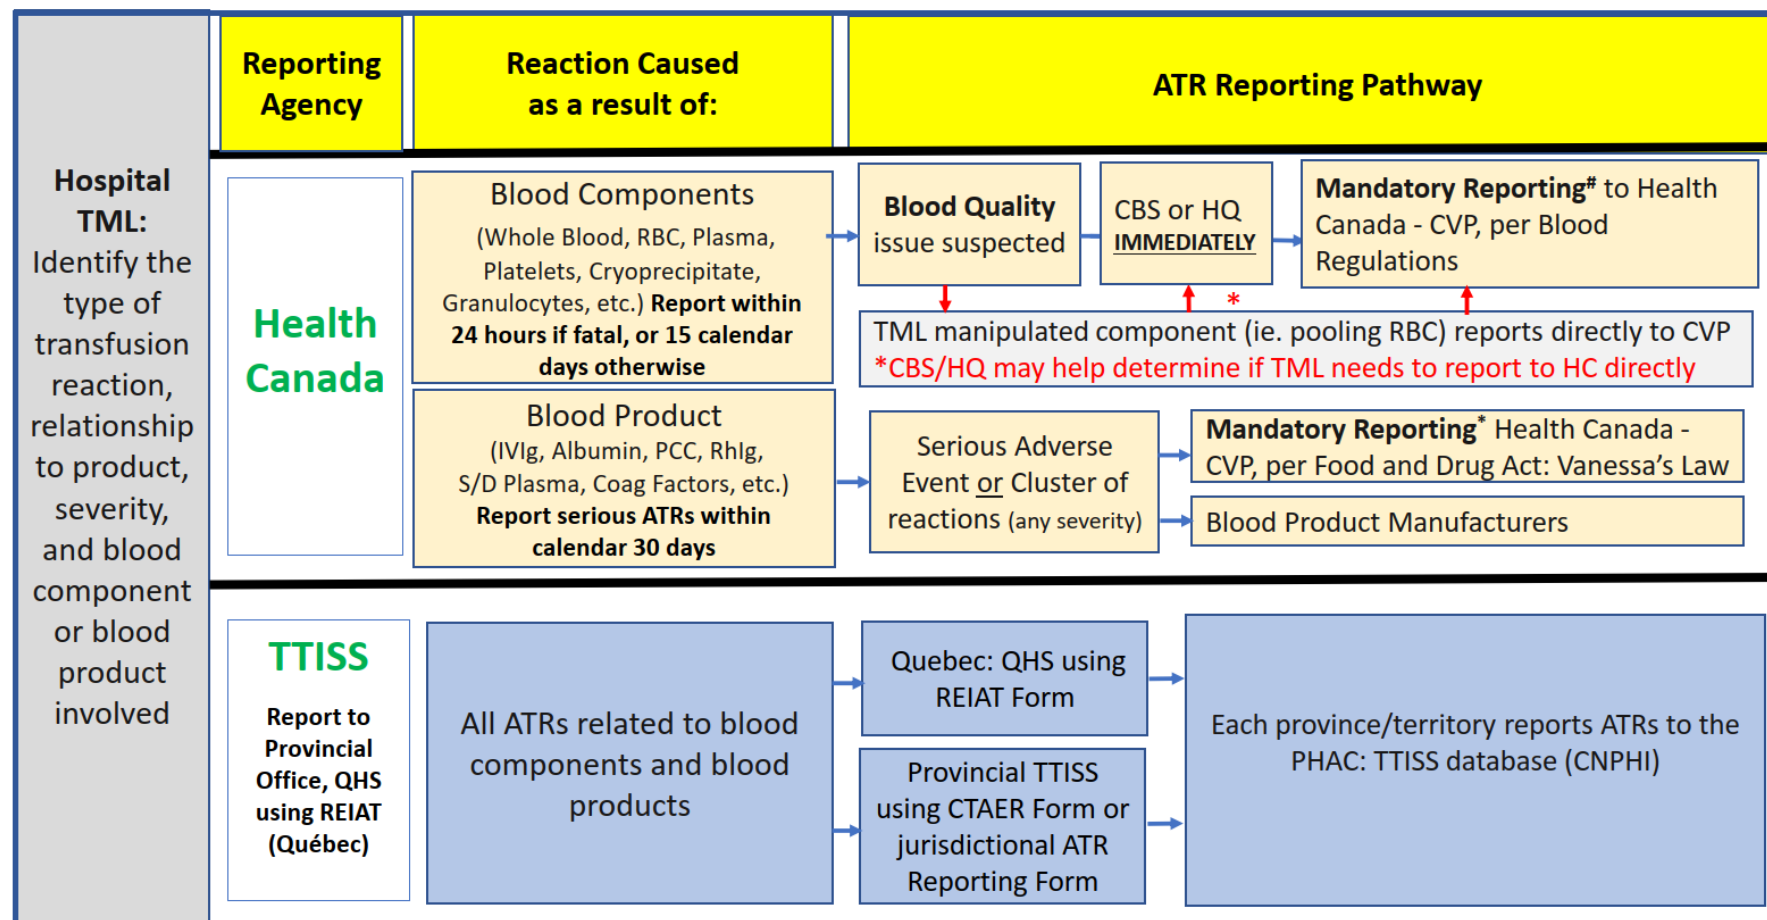 Hospital
TML:
Identify the
type of
transfusion
reaction,
relationship
to product,
severity,
and blood
component
or blood
product
involved
Reporting
Agency
Reaction Caused
as a result of:
ATR Reporting Pathway
Health
Canada
Blood Components
(Whole Blood, RBC, Plasma,
Platelets, Cryoprecipitate,
Granulocytes, etc.) Report within
24 hours if fatal, or 15 calendar
days otherwise
Blood Quality
issue suspected
CBS or HQ
IMMEDIATELY
Mandatory Reporting# to Health
Canada - CVP, per Blood
Regulations
*
TML manipulated component (ie. pooling RBC) reports directly to CVP
*CBS/HQ may help determine if TML needs to report to HC directly
Blood Product
(IVIg, Albumin, PCC, RhIg,
S/D Plasma, Coag Factors, etc.)
Report serious ATRs within
calendar 30 days
Serious Adverse
Event or Cluster of
reactions (any severity)
Mandatory Reporting* Health Canada -
CVP, per Food and Drug Act: Vanessa’s Law
Blood Product Manufacturers
TTISS
Report to
Provincial
Office, QHS
using REIAT
(Québec)
All ATRs related to blood
components and blood
products
Quebec: QHS using
REIAT Form
Provincial TTISS
using CTAER Form or
jurisdictional ATR
Reporting Form
Each province/territory reports ATRs to the
PHAC: TTISS database (CNPHI)